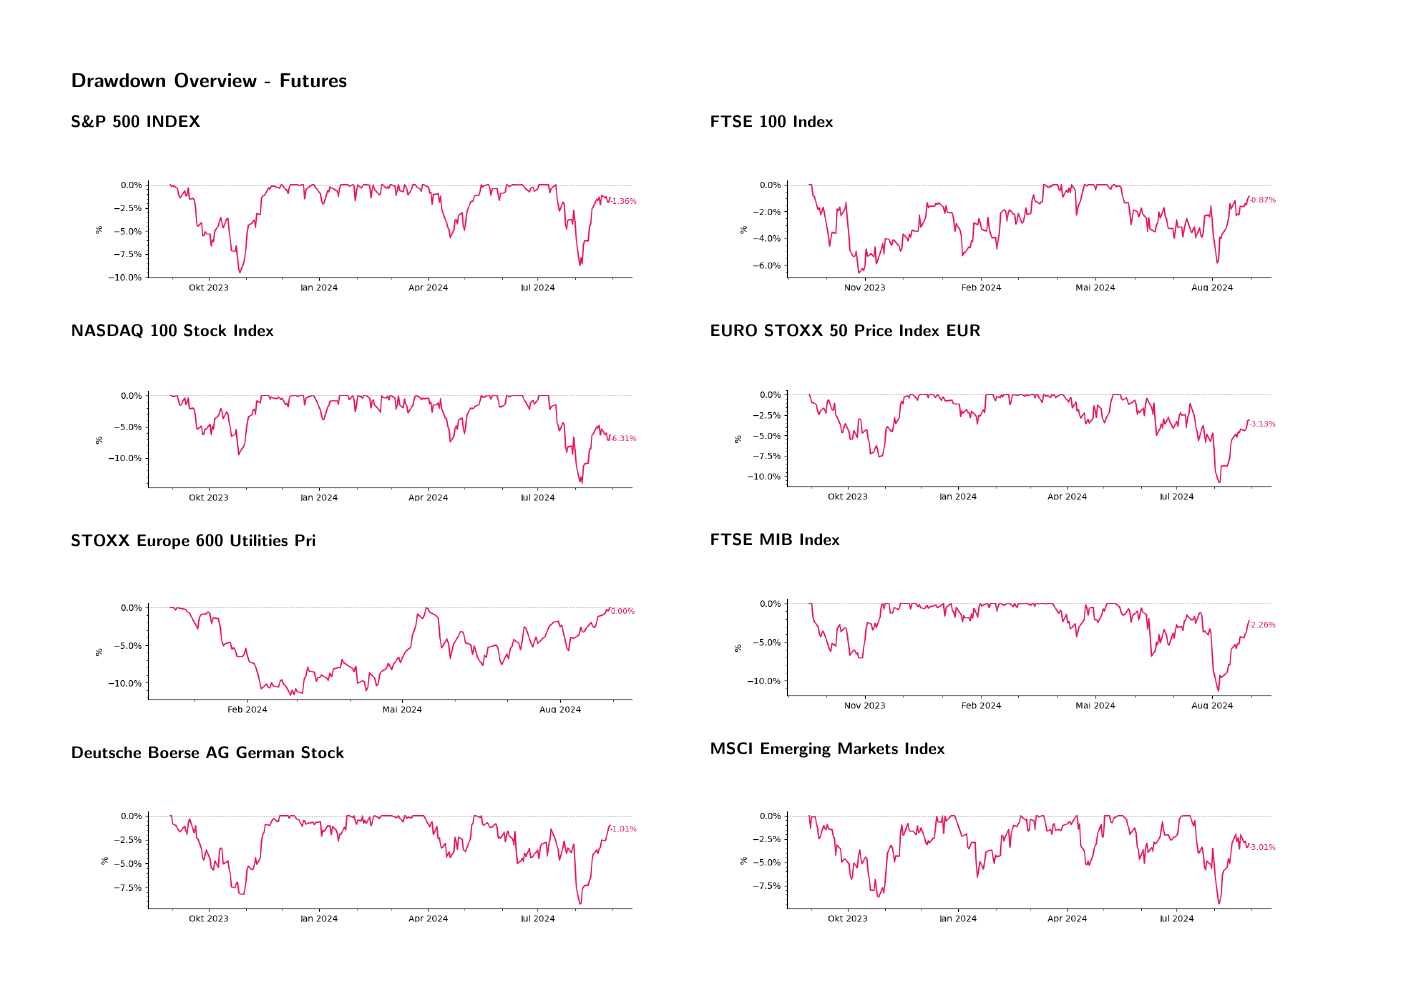 Drawdown Overview - Futures
S&P 500 INDEX
0.0%
−2.5%
−5.0%
−7.5%
−10.0%
%
-1.36%
Okt 2023
Jan 2024
Apr 2024
Jul 2024
FTSE 100 Index
0.0%
−2.0%
−4.0%
−6.0%
%
-0.87%
Nov 2023
Feb 2024
Mai 2024
Aug 2024
NASDAQ 100 Stock Index
0.0%
−5.0%
−10.0%
%
-6.31%
Okt 2023
Jan 2024
Apr 2024
Jul 2024
EURO STOXX 50 Price Index EUR
0.0%
−2.5%
−5.0%
−7.5%
−10.0%
%
-3.13%
Okt 2023
Jan 2024
Apr 2024
Jul 2024
STOXX Europe 600 Utilities Pri
0.0%
−5.0%
−10.0%
%
0.00%
Feb 2024
Mai 2024
Aug 2024
FTSE MIB Index
0.0%
−5.0%
−10.0%
%
-2.26%
Nov 2023
Feb 2024
Mai 2024
Aug 2024
Deutsche Boerse AG German Stock
0.0%
−2.5%
−5.0%
−7.5%
%
-1.01%
Okt 2023
Jan 2024
Apr 2024
Jul 2024
MSCI Emerging Markets Index
0.0%
−2.5%
−5.0%
−7.5%
%
-3.01%
Okt 2023
Jan 2024
Apr 2024
Jul 2024